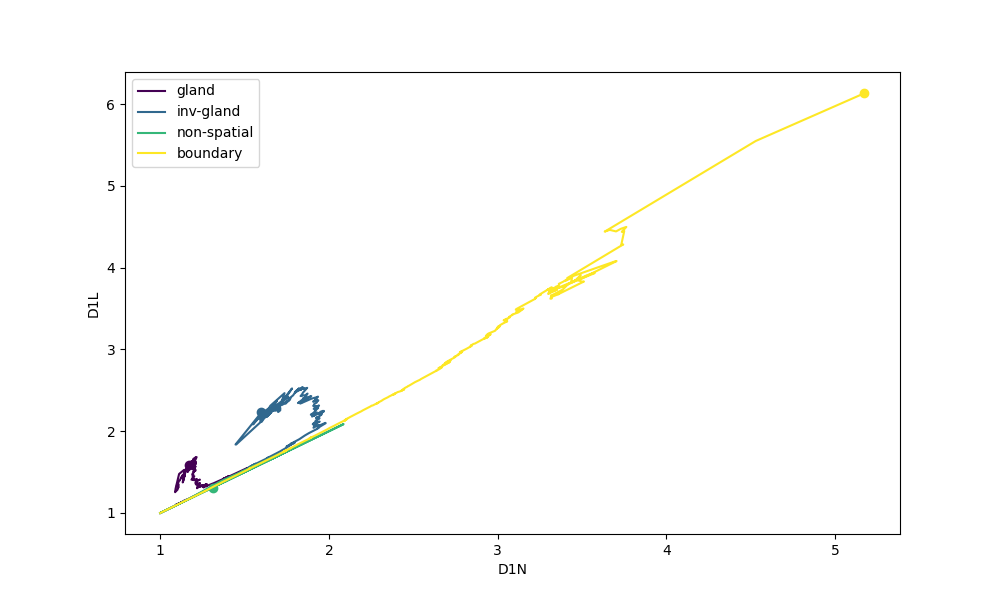 gland
inv-gland
non-spatial
boundary
6
5
4
3
2
1
D1L
1 2 3 4 5
D1N